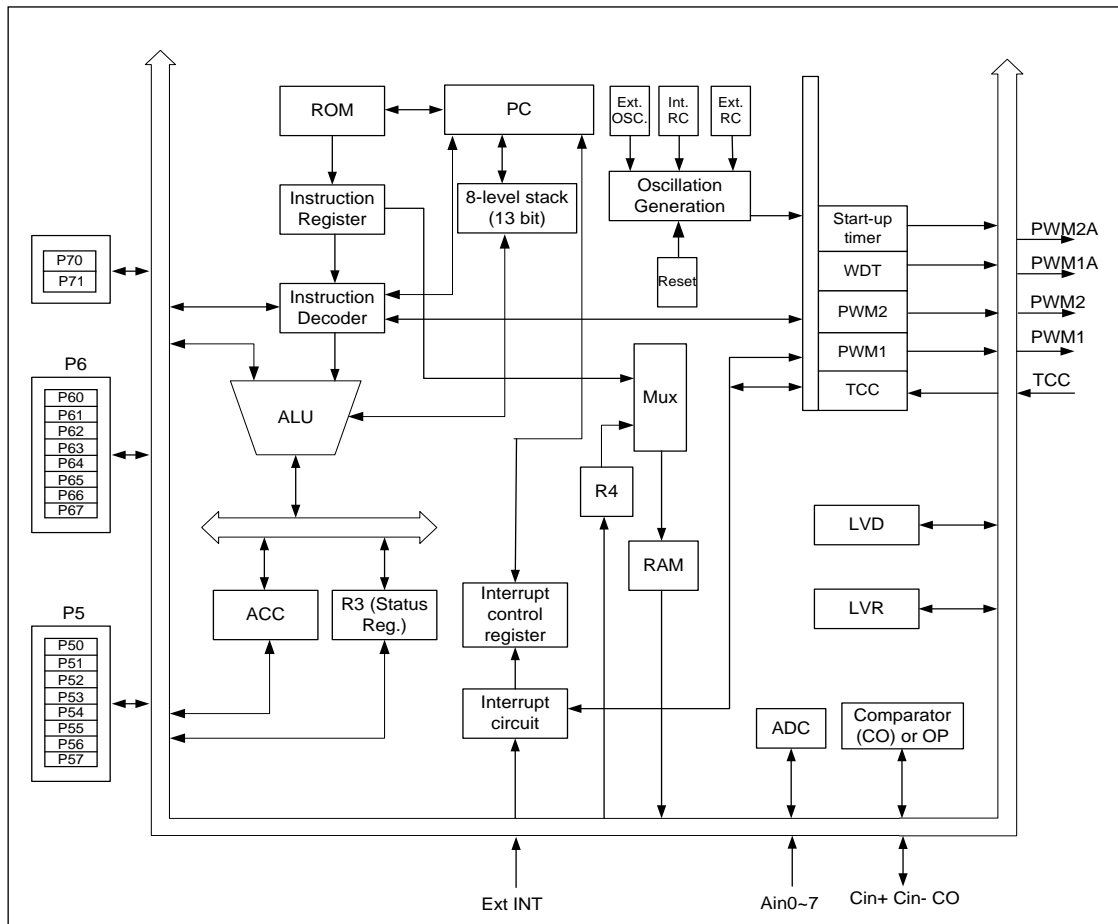 ROM
PC
Ext.
OSC.
Int.
RC
Ext.
RC
Instruction
Register
8-level stack
(13 bit)
Oscillation
Generation
Start-up
timer
PWM2A
P70
P71
Reset
WDT
PWM1A
Instruction
Decoder
PWM2
PWM2
PWM1
PWM1
P6
P60
P61
P62
P63
P64
P65
P66
P67
ALU
Mux
TCC
TCC
R4
LVD
RAM
ACC
R3 (Status
Reg.)
Interrupt
control
register
LVR
P5
P50
P51
P52
P53
P54
P55
P56
P57
Interrupt
circuit
ADC
Comparator
(CO) or OP
Ext INT
Ain0~7
Cin+ Cin- CO